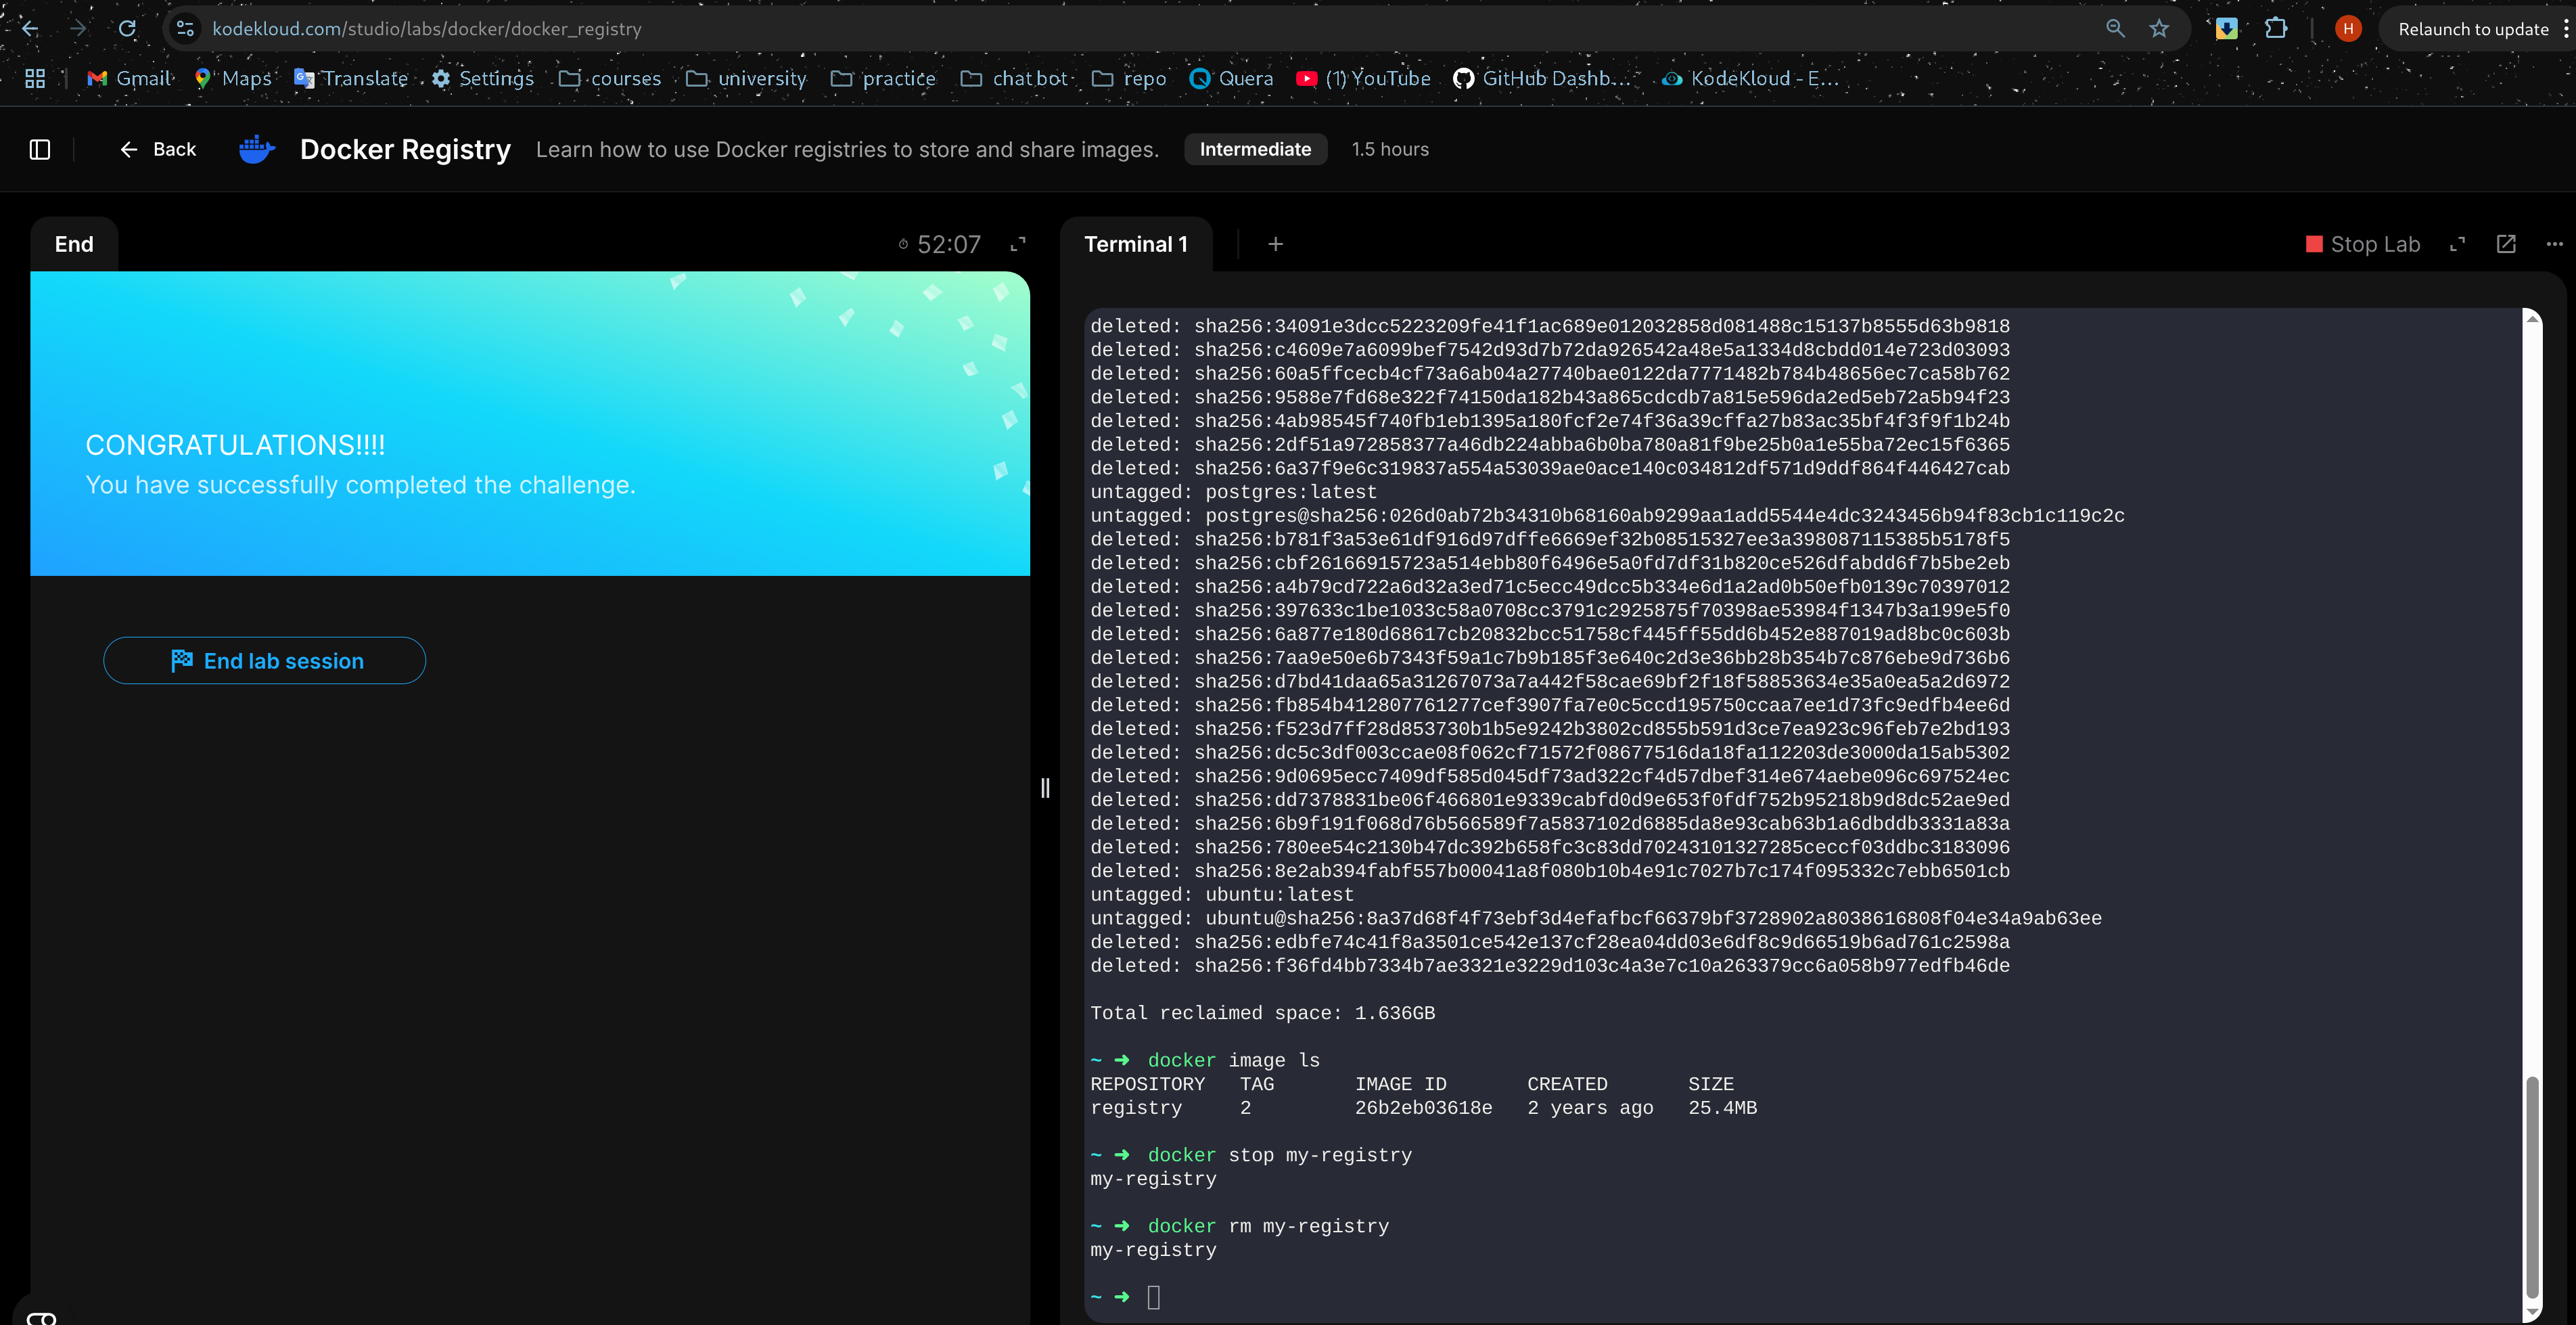 kodekloud.com/studio/labs/docker/docker_registry
H
Relaunch to update
Gmail
Maps
Translate
Settings
courses
university
practice
chat bot
repo
Quera
(1) YouTube
GitHub Dashb...
KodeKloud - E...
Back
Docker Registry
Learn how to use Docker registries to store and share images.
Intermediate
1.5 hours
End
52:07
CONGRATULATIONS!!!!
You have successfully completed the challenge.
End lab session
Terminal 1
+
Stop Lab
deleted: sha256:34091e3dcc5223209fe41f1ac689e012032858d081488c15137b8555d63b9818
deleted: sha256:c4609e7a6099bef7542d93d7b72da926542a48e5a1334d8cbdd014e723d03093
deleted: sha256:60a5ffcecb4cf73a6ab04a27740bae0122da7771482b784b48656ec7ca58b762
deleted: sha256:9588e7fd68e322f74150da182b43a865cdcdb7a815e596da2ed5eb72a5b94f23
deleted: sha256:4ab98545f740fb1eb1395a180fcf2e74f36a39cffa27b83ac35bf4f3f9f1b24b
deleted: sha256:2df51a972858377a46db224abba6b0ba780a81f9be25b0a1e55ba72ec15f6365
deleted: sha256:6a37f9e6c319837a554a53039ae0ace140c034812df571d9ddf864f446427cab
untagged: postgres:latest
untagged: postgres@sha256:026d0ab72b34310b68160ab9299aa1add5544e4dc3243456b94f83cb1c119c2c
deleted: sha256:b781f3a53e61df916d97dffe6669ef32b08515327ee3a398087115385b5178f5
deleted: sha256:cbf26166915723a514ebb80f6496e5a0fd7df31b820ce526dfabdd6f7b5be2eb
deleted: sha256:a4b79cd722a6d32a3ed71c5ecc49dcc5b334e6d1a2ad0b50efb0139c70397012
deleted: sha256:397633c1be1033c58a0708cc3791c2925875f70398ae53984f1347b3a199e5f0
deleted: sha256:6a877e180d68617cb20832bcc51758cf445ff55dd6b452e887019ad8bc0c603b
deleted: sha256:7aa9e50e6b7343f59a1c7b9b185f3e640c2d3e36bb28b354b7c876ebe9d736b6
deleted: sha256:d7bd41daa65a31267073a7a442f58cae69bf2f18f58853634e35a0ea5a2d6972
deleted: sha256:fb854b412807761277cef3907fa7e0c5ccd195750ccaa7ee1d73fc9edfb4ee6d
deleted: sha256:f523d7ff28d853730b1b5e9242b3802cd855b591d3ce7ea923c96feb7e2bd193
deleted: sha256:dc5c3df003ccae08f062cf71572f08677516da18fa112203de3000da15ab5302
deleted: sha256:9d0695ecc7409df585d045df73ad322cf4d57dbef314e674aebe096c697524ec
deleted: sha256:dd7378831be06f466801e9339cabfd0d9e653f0fdf752b95218b9d8dc52ae9ed
deleted: sha256:6b9f191f068d76b566589f7a5837102d6885da8e93cab63b1a6dbddb3331a83a
deleted: sha256:780ee54c2130b47dc392b658fc3c83dd70243101327285ceccf03ddbc3183096
deleted: sha256:8e2ab394fabf557b00041a8f080b10b4e91c7027b7c174f095332c7ebb6501cb
untagged: ubuntu:latest
untagged: ubuntu@sha256:8a37d68f4f73ebf3d4efafbcf66379bf3728902a8038616808f04e34a9ab63ee
deleted: sha256:edbfe74c41f8a3501ce542e137cf28ea04dd03e6df8c9d66519b6ad761c2598a
deleted: sha256:f36fd4bb7334b7ae3321e3229d103c4a3e7c10a263379cc6a058b977edfb46de
Total reclaimed space: 1.636GB
~ ➜ docker image ls
REPOSITORY TAG IMAGE ID CREATED SIZE
registry 2 26b2eb03618e 2 years ago 25.4MB
~ ➜ docker stop my-registry
my-registry
~ ➜ docker rm my-registry
my-registry
~ ➜